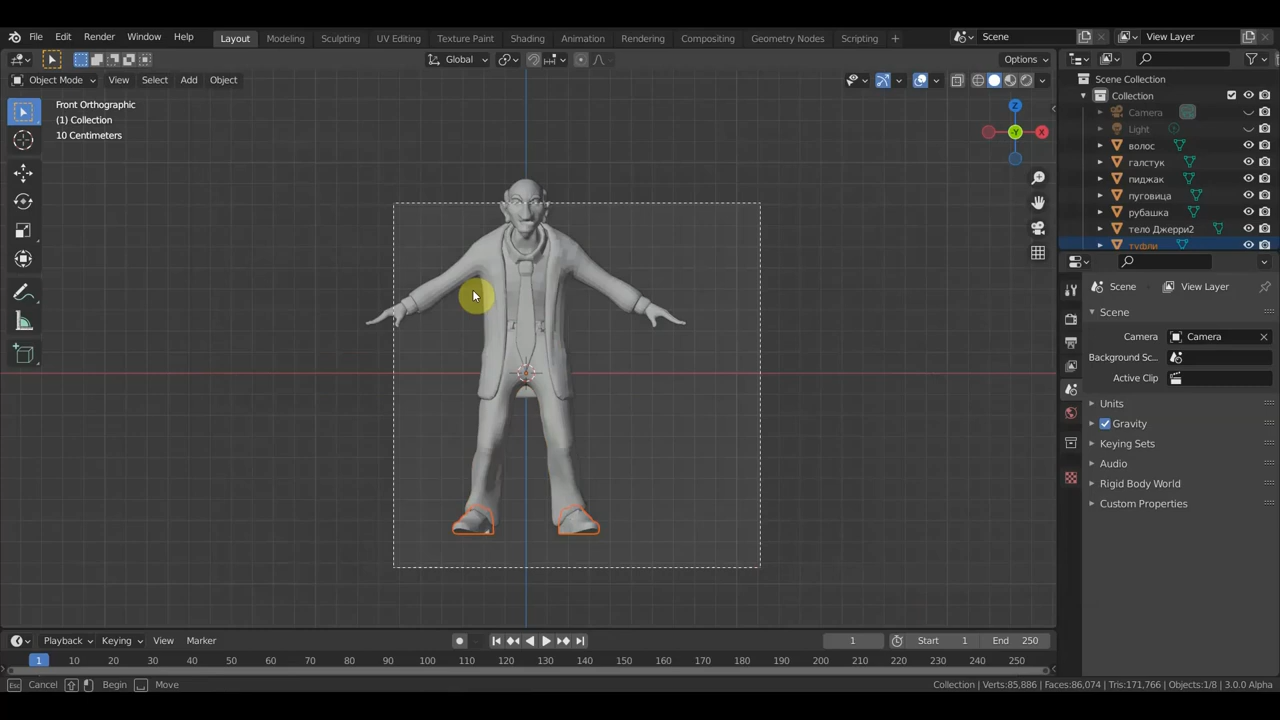 File Edit Render Window Help Layout Modeling Sculpting UV Editing Texture Paint Shading Animation Rendering Compositing Geometry Nodes Scripting + Scene View Layer
Global Options
Object Mode View Select Add Object
Front Orthographic
(1) Collection
10 Centimeters
Z
-Y
X
Scene Collection
Collection
Camera
Light
волос
галстук
пиджак
пуговица
рубашка
тело Джерри2
туфли
Scene View Layer
Scene
Camera Camera
Background Sc...
Active Clip
Units
Gravity
Keying Sets
Audio
Rigid Body World
Custom Properties
Playback Keying View Marker 1 Start 1 End 250
1 10 20 30 40 50 60 70 80 90 100 110 120 130 140 150 160 170 180 190 200 210 220 230 240 250
Esc Cancel Begin Move Collection | Verts:85,886 | Faces:86,074 | Tris:171,766 | Objects:1/8 | 3.0.0 Alpha